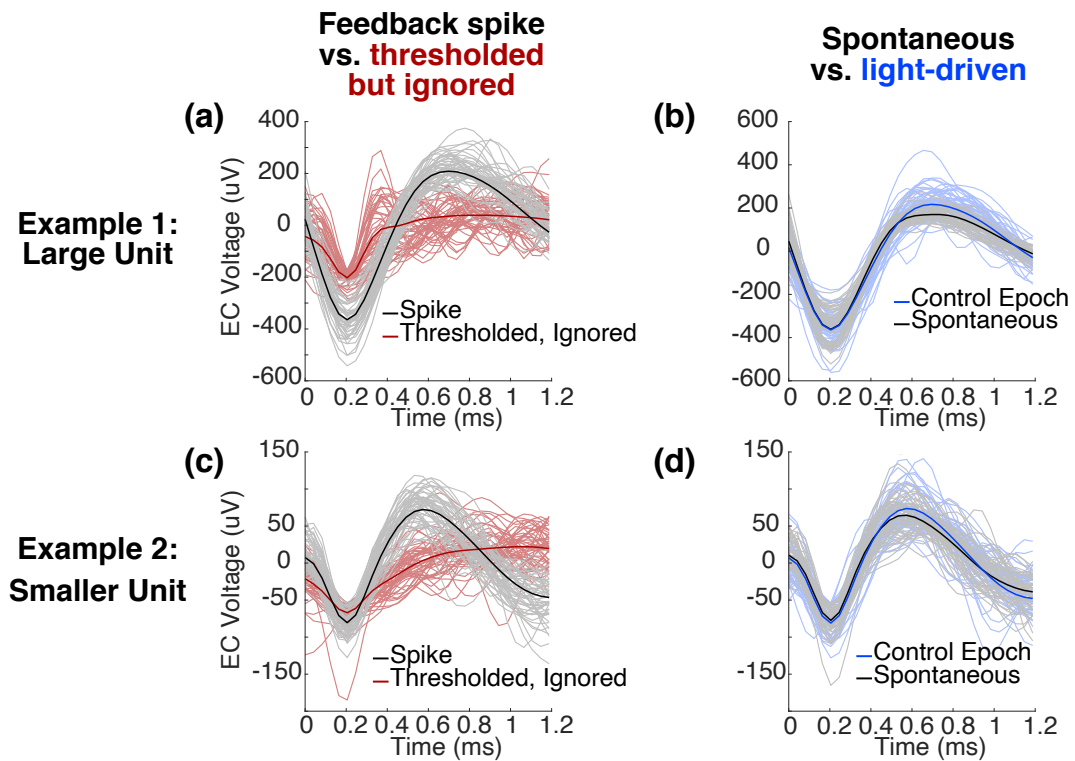 Feedback spike
vs. thresholded
but ignored
Spontaneous
vs. light-driven
Example 1:
Large Unit
(a)
EC Voltage (uV)
400
200
0
-200
-400
-600
Spike
Thresholded, Ignored
0 0.2 0.4 0.6 0.8 1 1.2
Time (ms)
(b)
600
400
200
0
-200
-400
-600
Control Epoch
Spontaneous
0 0.2 0.4 0.6 0.8 1 1.2
Time (ms)
Example 2:
Smaller Unit
(c)
EC Voltage (uV)
150
50
0
-50
-150
Spike
Thresholded, Ignored
0 0.2 0.4 0.6 0.8 1 1.2
Time (ms)
(d)
150
50
0
-50
-150
Control Epoch
Spontaneous
0 0.2 0.4 0.6 0.8 1 1.2
Time (ms)